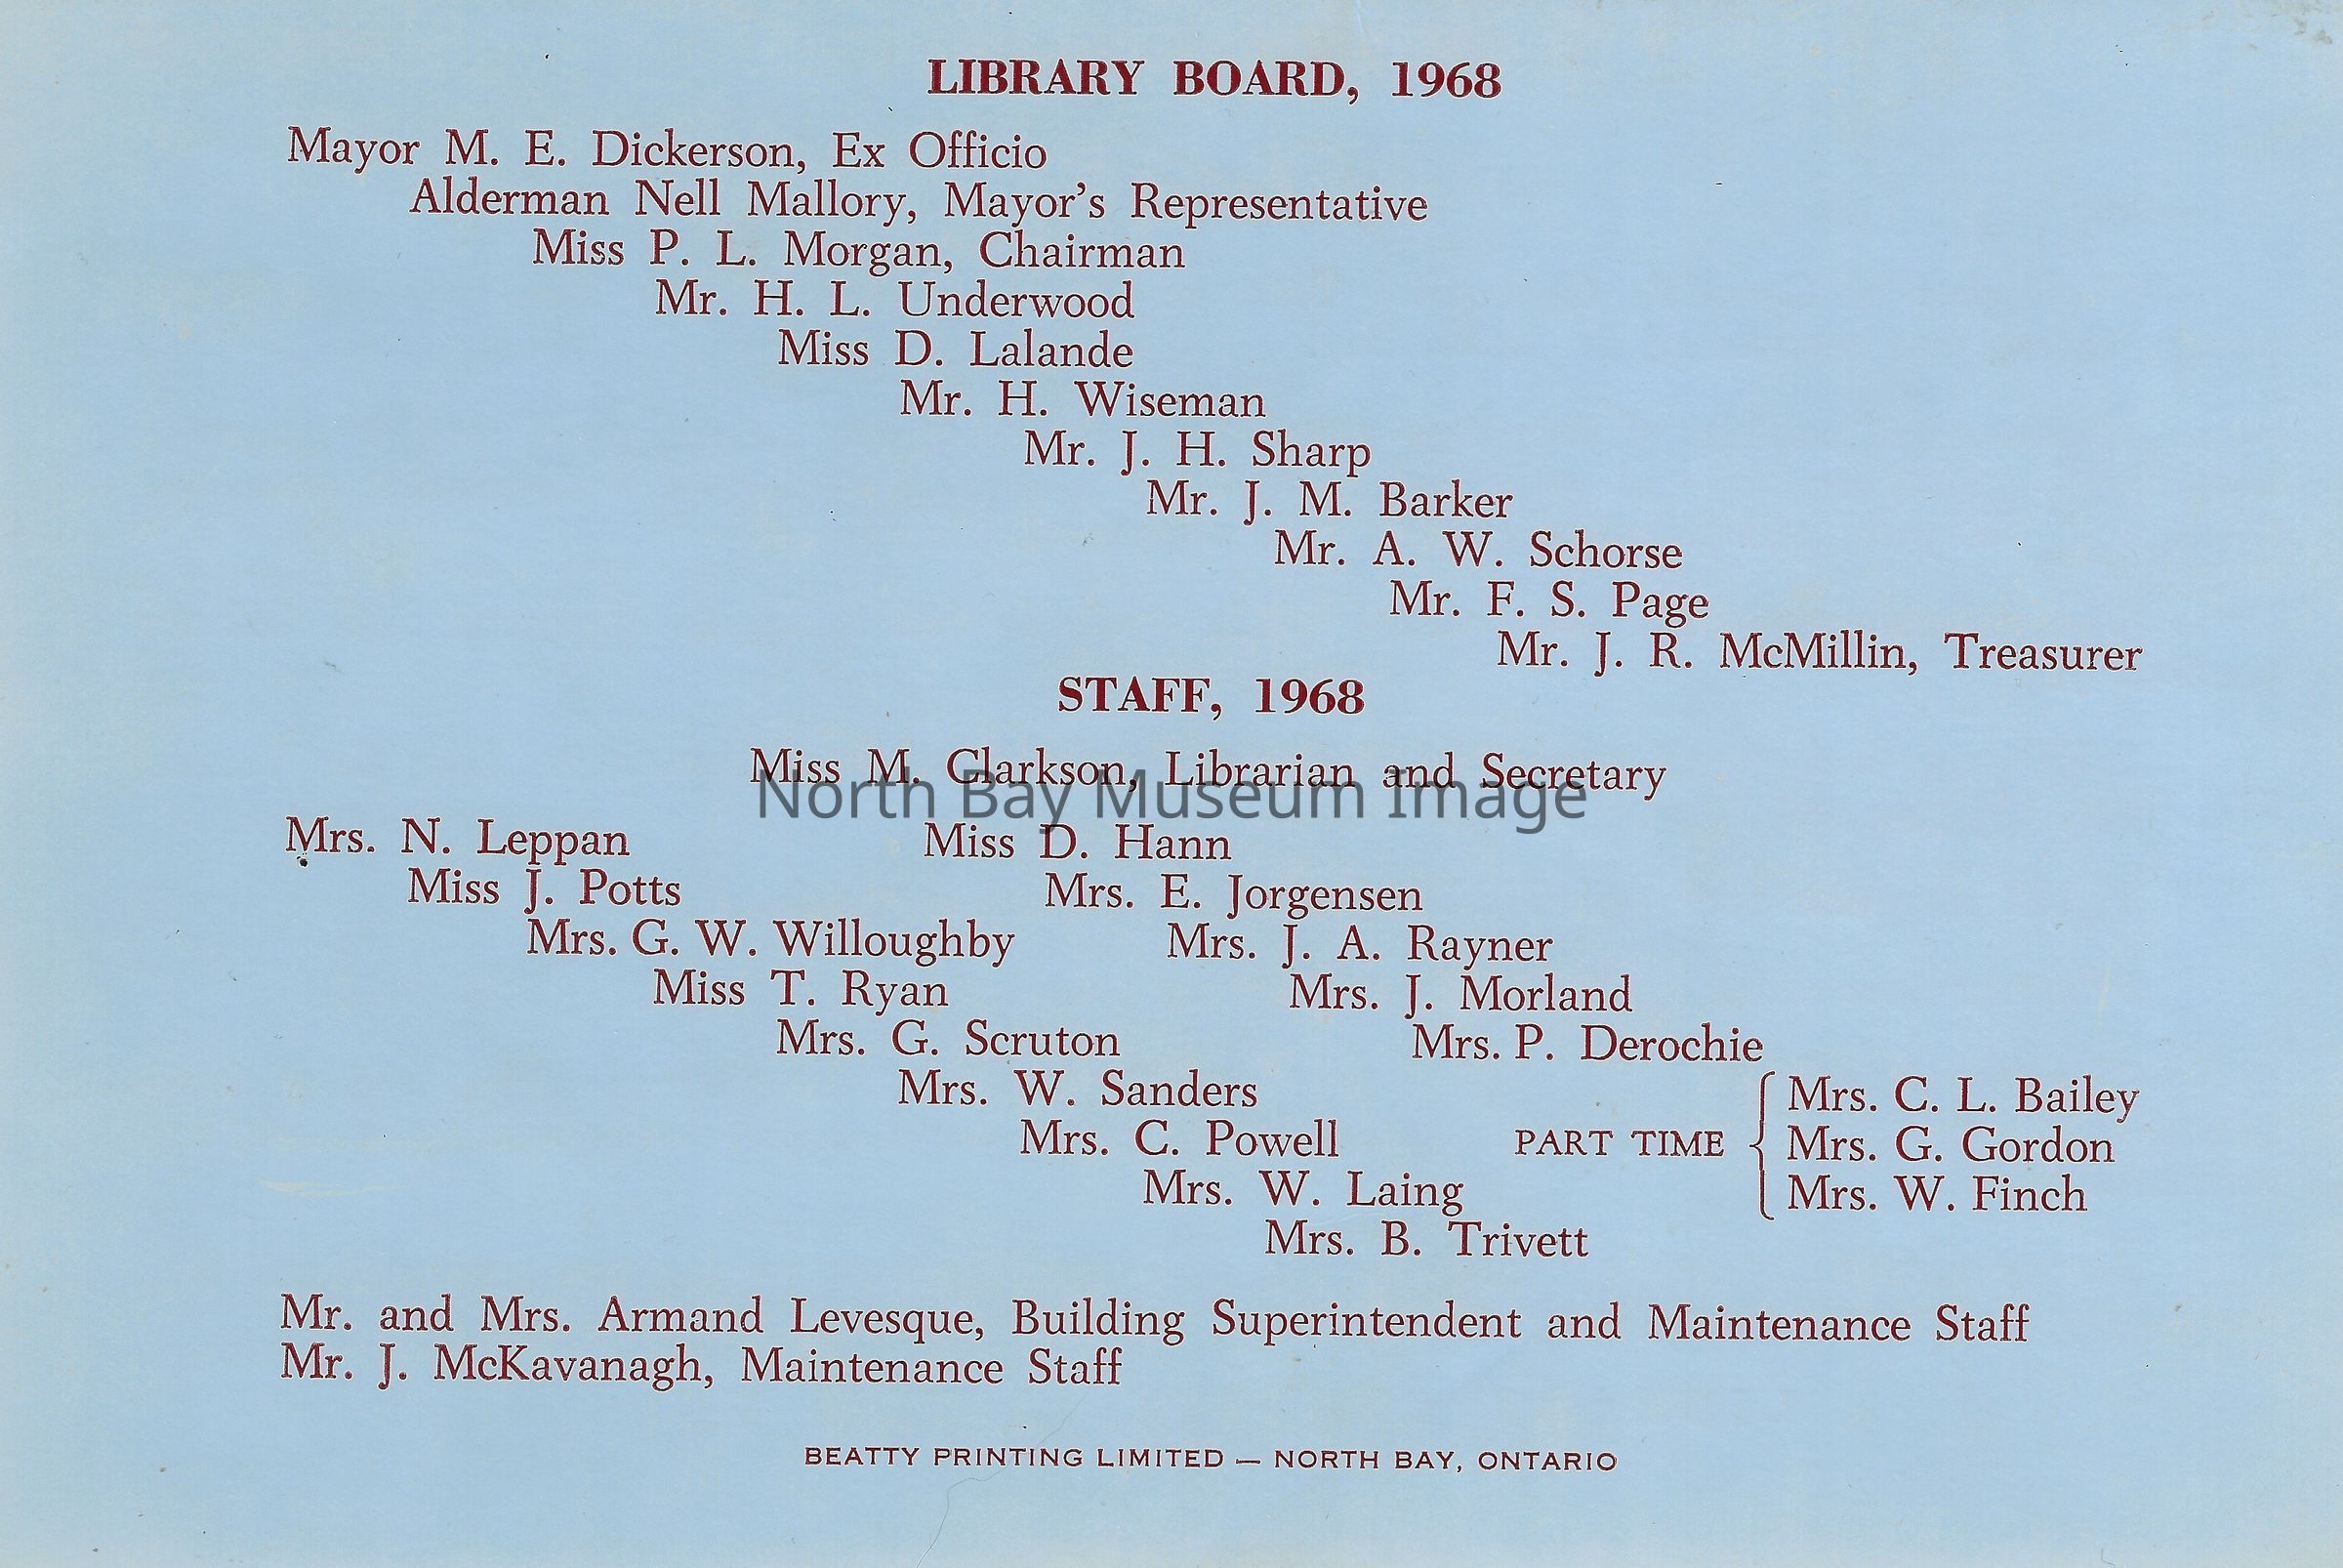 LIBRARY BOARD, 1968
Mayor M. E. Dickerson, Ex Officio
Alderman Nell Mallory, Mayor's Representative
Miss P. L. Morgan, Chairman
Mr. H. L. Underwood
Miss D. Lalande
Mr. H. Wiseman
Mr. J. H. Sharp
Mr. J. M. Barker
Mr. A. W. Schorse
Mr. F. S. Page
Mr. J. R. McMillin, Treasurer
STAFF, 1968
Miss M. Clarkson, Librarian and Secretary
North Bay Museum Image
Mrs. N. Leppan
Miss J. Potts
Mrs. G. W. Willoughby
Miss T. Ryan
Mrs. G. Scruton
Mrs. W. Sanders
Mrs. C. Powell
Mrs. W. Laing
Mrs. B. Trivett
Miss D. Hann
Mrs. E. Jorgensen
Mrs. J. A. Rayner
Mrs. J. Morland
Mrs. P. Derochie
PART TIME
Mrs. C. L. Bailey
Mrs. G. Gordon
Mrs. W. Finch
Mr. and Mrs. Armand Levesque, Building Superintendent and Maintenance Staff
Mr. J. McKavanagh, Maintenance Staff
BEATTY PRINTING LIMITED — NORTH BAY, ONTARIO